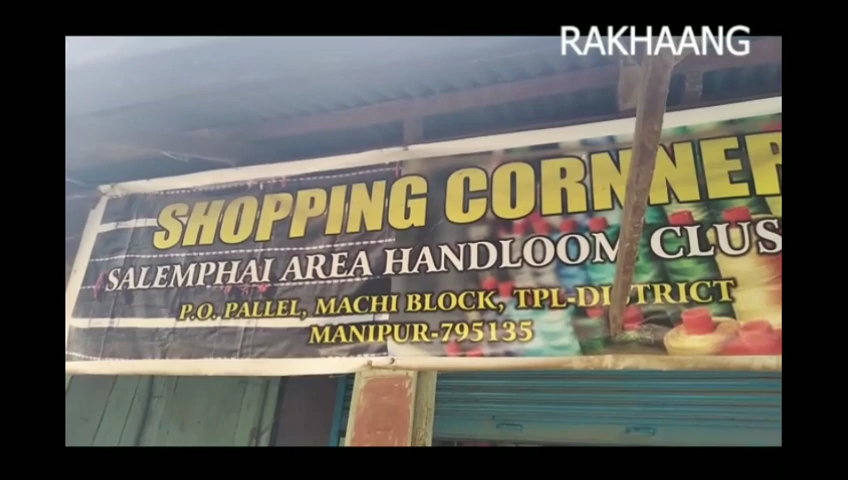 RAKHAANG
SHOPPING CORNNER
SALEMPHAI AREA HANDLOOM CLUS
P.O. PALLEL, MACHI BLOCK, TPL-DISTRICT
MANIPUR-795135